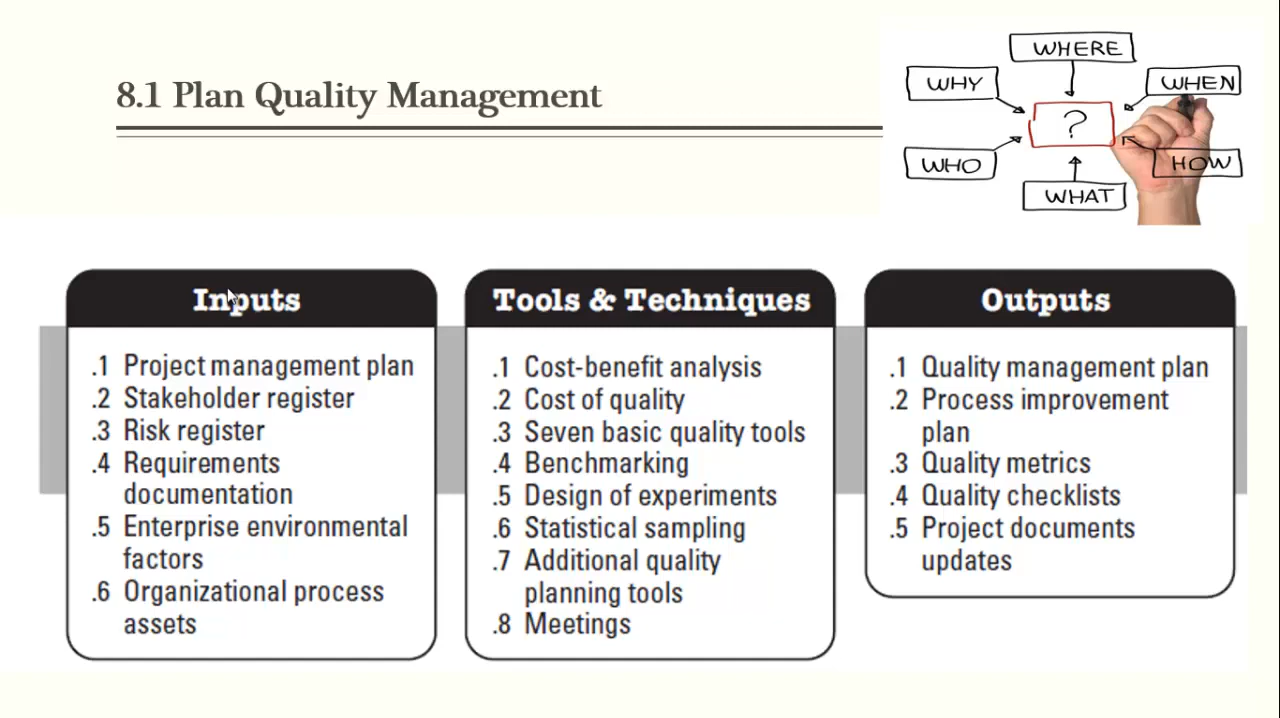 8.1 Plan Quality Management
WHERE
WHY
WHEN
?
WHO
HOW
WHAT
Inputs
.1 Project management plan
.2 Stakeholder register
.3 Risk register
.4 Requirements
documentation
.5 Enterprise environmental
factors
.6 Organizational process
assets
Tools & Techniques
.1 Cost-benefit analysis
.2 Cost of quality
.3 Seven basic quality tools
.4 Benchmarking
.5 Design of experiments
.6 Statistical sampling
.7 Additional quality
planning tools
.8 Meetings
Outputs
.1 Quality management plan
.2 Process improvement
plan
.3 Quality metrics
.4 Quality checklists
.5 Project documents
updates